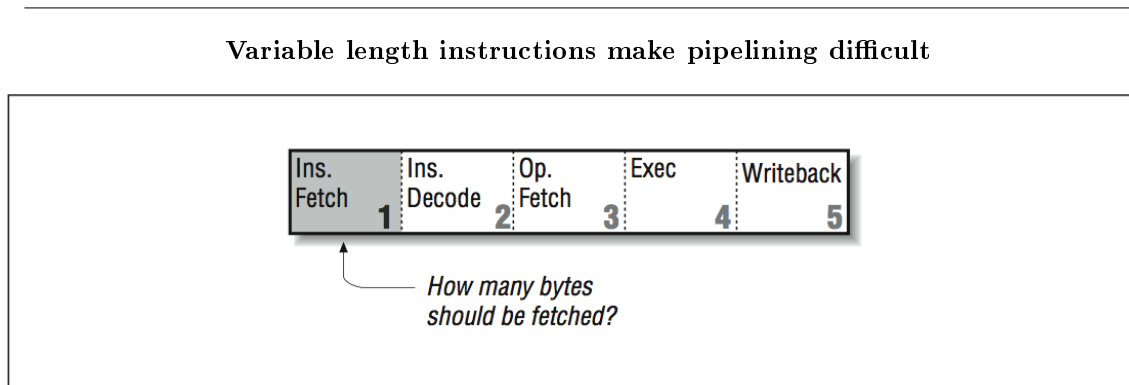 Variable length instructions make pipelining difficult
Ins.
Fetch
1
Ins.
Decode
2
Op.
Fetch
3
Exec
4
Writeback
5
How many bytes
should be fetched?